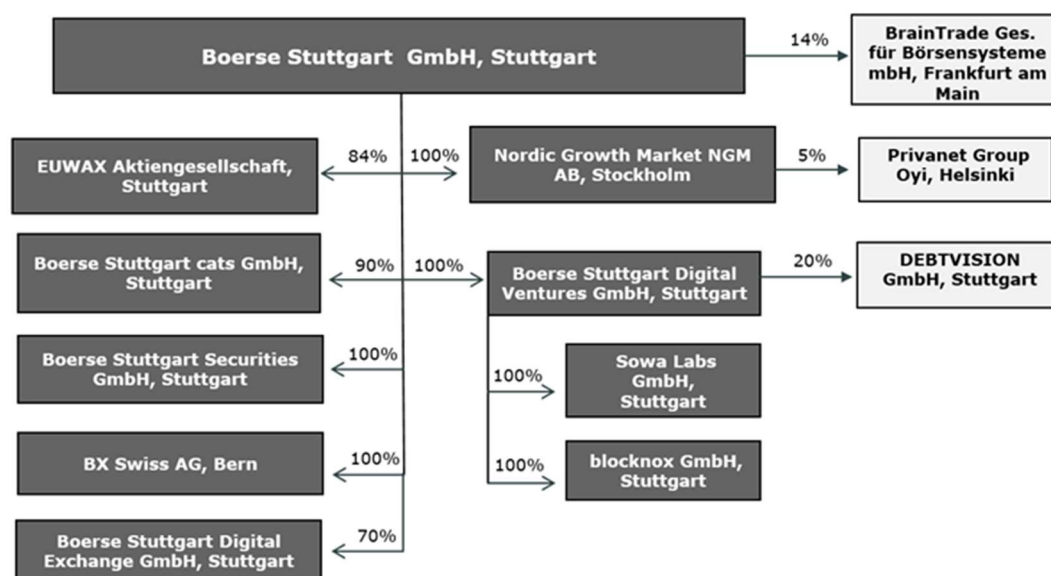 Boerse Stuttgart GmbH, Stuttgart
14%
BrainTrade Ges.
für Börsensysteme
mbH, Frankfurt am
Main
EUWAX Aktiengesellschaft,
Stuttgart
84%
100%
Nordic Growth Market NGM
AB, Stockholm
5%
Privanet Group
Oyi, Helsinki
Boerse Stuttgart cats GmbH,
Stuttgart
90%
100%
Boerse Stuttgart Digital
Ventures GmbH, Stuttgart
20%
DEBTVISION
GmbH, Stuttgart
Boerse Stuttgart Securities
GmbH, Stuttgart
100%
100%
Sowa Labs
GmbH,
Stuttgart
BX Swiss AG, Bern
100%
100%
blocknox GmbH,
Stuttgart
Boerse Stuttgart Digital
Exchange GmbH, Stuttgart
70%